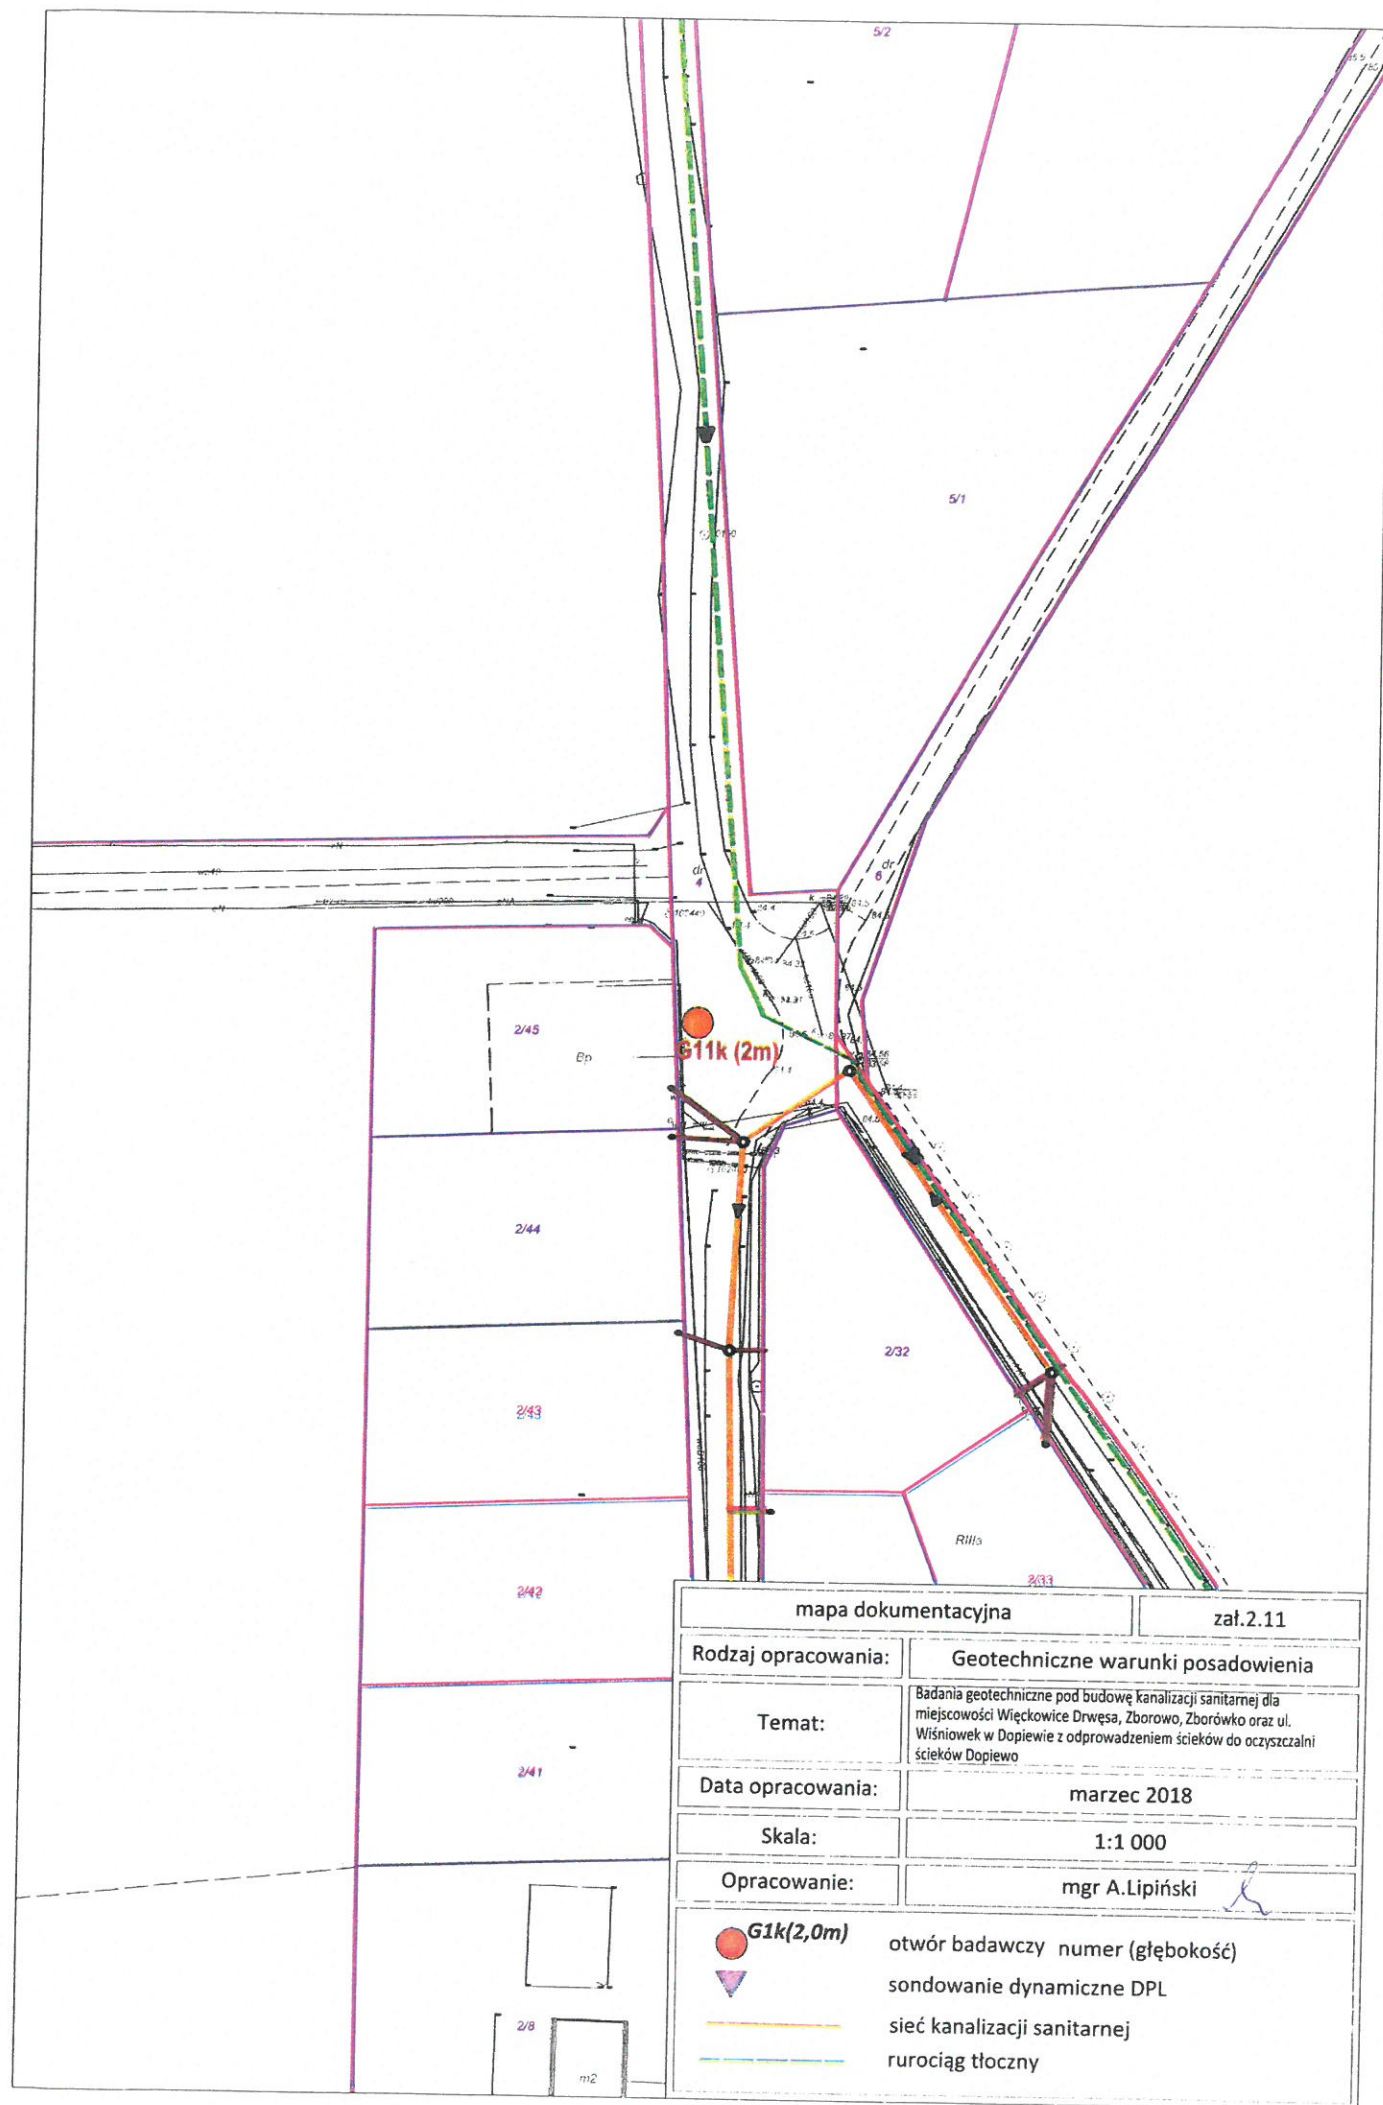 5/2
5/1
dr
4
dr
6
2/45
Bp
G11k (2m)
2/44
2/32
2/43
RIIIa
2/42
2/33
2/41
2/8
m2
mapa dokumentacyjna zał.2.11
Rodzaj opracowania: Geotechniczne warunki posadowienia
Temat: Badania geotechniczne pod budowę kanalizacji sanitarnej dla
miejscowości Więckowice Drwęsa, Zborowo, Zborówko oraz ul.
Wiśniowek w Dopiewie z odprowadzeniem ścieków do oczyszczalni
ścieków Dopiewo
Data opracowania: marzec 2018
Skala: 1:1 000
Opracowanie: mgr A.Lipiński
G1k(2,0m) otwór badawczy numer (głębokość)
sondowanie dynamiczne DPL
sieć kanalizacji sanitarnej
rurociąg tłoczny